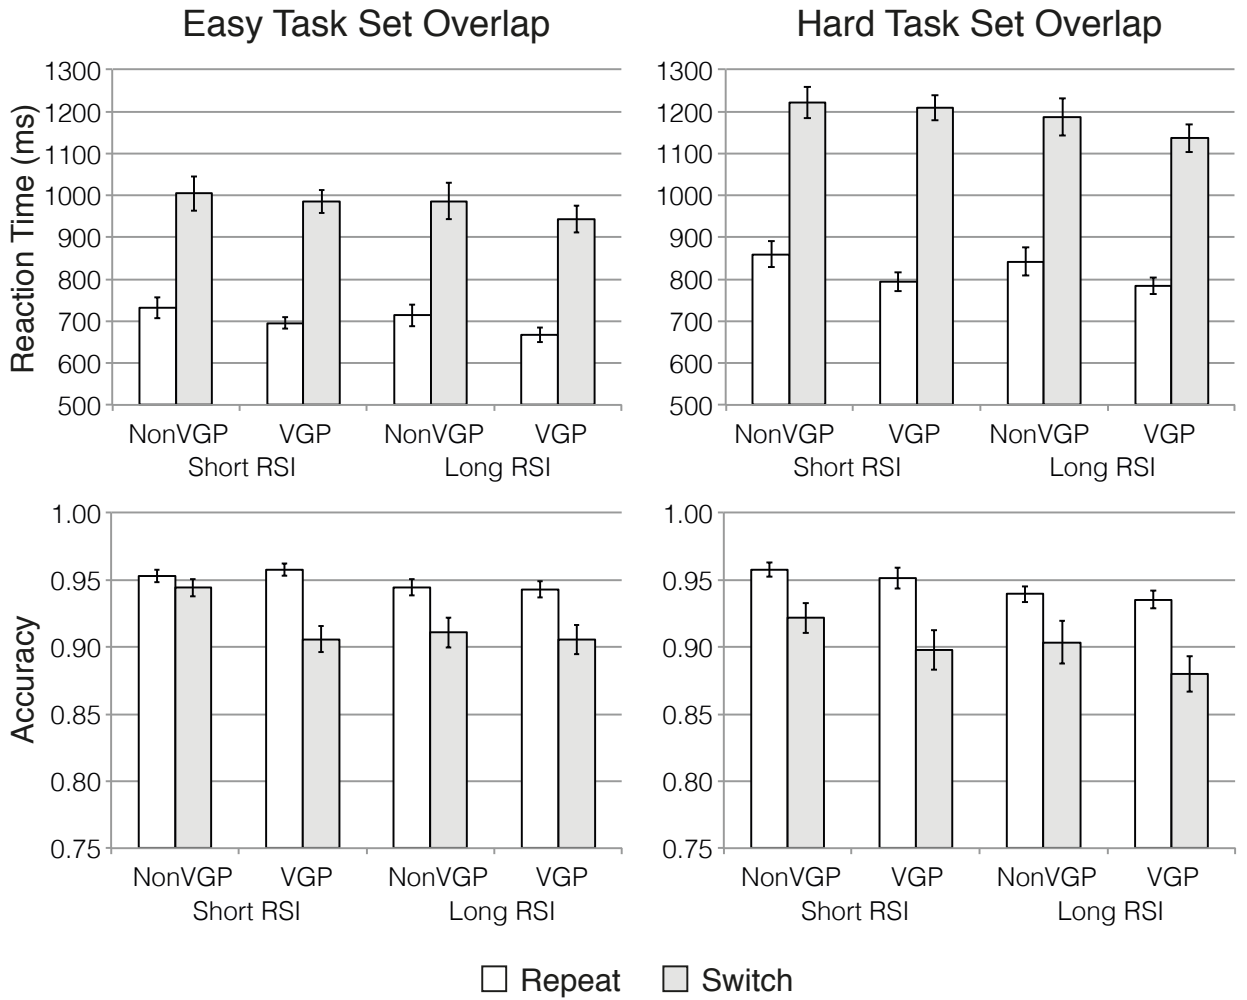 Easy Task Set Overlap
Hard Task Set Overlap
Reaction Time (ms)
1300
1200
1100
1000
900
800
700
600
500
NonVGP VGP NonVGP VGP
Short RSI Long RSI
1300
1200
1100
1000
900
800
700
600
500
NonVGP VGP NonVGP VGP
Short RSI Long RSI
Accuracy
1.00
0.95
0.90
0.85
0.80
0.75
NonVGP VGP NonVGP VGP
Short RSI Long RSI
1.00
0.95
0.90
0.85
0.80
0.75
NonVGP VGP NonVGP VGP
Short RSI Long RSI
Repeat Switch